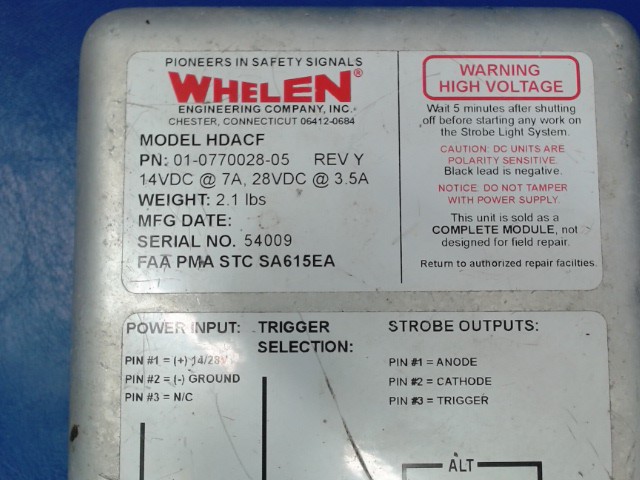 PIONEERS IN SAFETY SIGNALS
WHELEN®
ENGINEERING COMPANY, INC.
CHESTER, CONNECTICUT 06412-0684
MODEL HDACF
PN: 01-0770028-05 REV Y
14VDC @ 7A, 28VDC @ 3.5A
WEIGHT: 2.1 lbs
MFG DATE:
SERIAL NO. 54009
FAA PMA STC SA615EA
WARNING
HIGH VOLTAGE
Wait 5 minutes after shutting
off before starting any work on
the Strobe Light System.
CAUTION: DC UNITS ARE
POLARITY SENSITIVE.
Black lead is negative.
NOTICE: DO NOT TAMPER
WITH POWER SUPPLY.
This unit is sold as a
COMPLETE MODULE, not
designed for field repair.
Return to authorized repair facilties.
POWER INPUT:
PIN #1 = (+) 14/28V
PIN #2 = (-) GROUND
PIN #3 = N/C
TRIGGER
SELECTION:
STROBE OUTPUTS:
PIN #1 = ANODE
PIN #2 = CATHODE
PIN #3 = TRIGGER
ALT